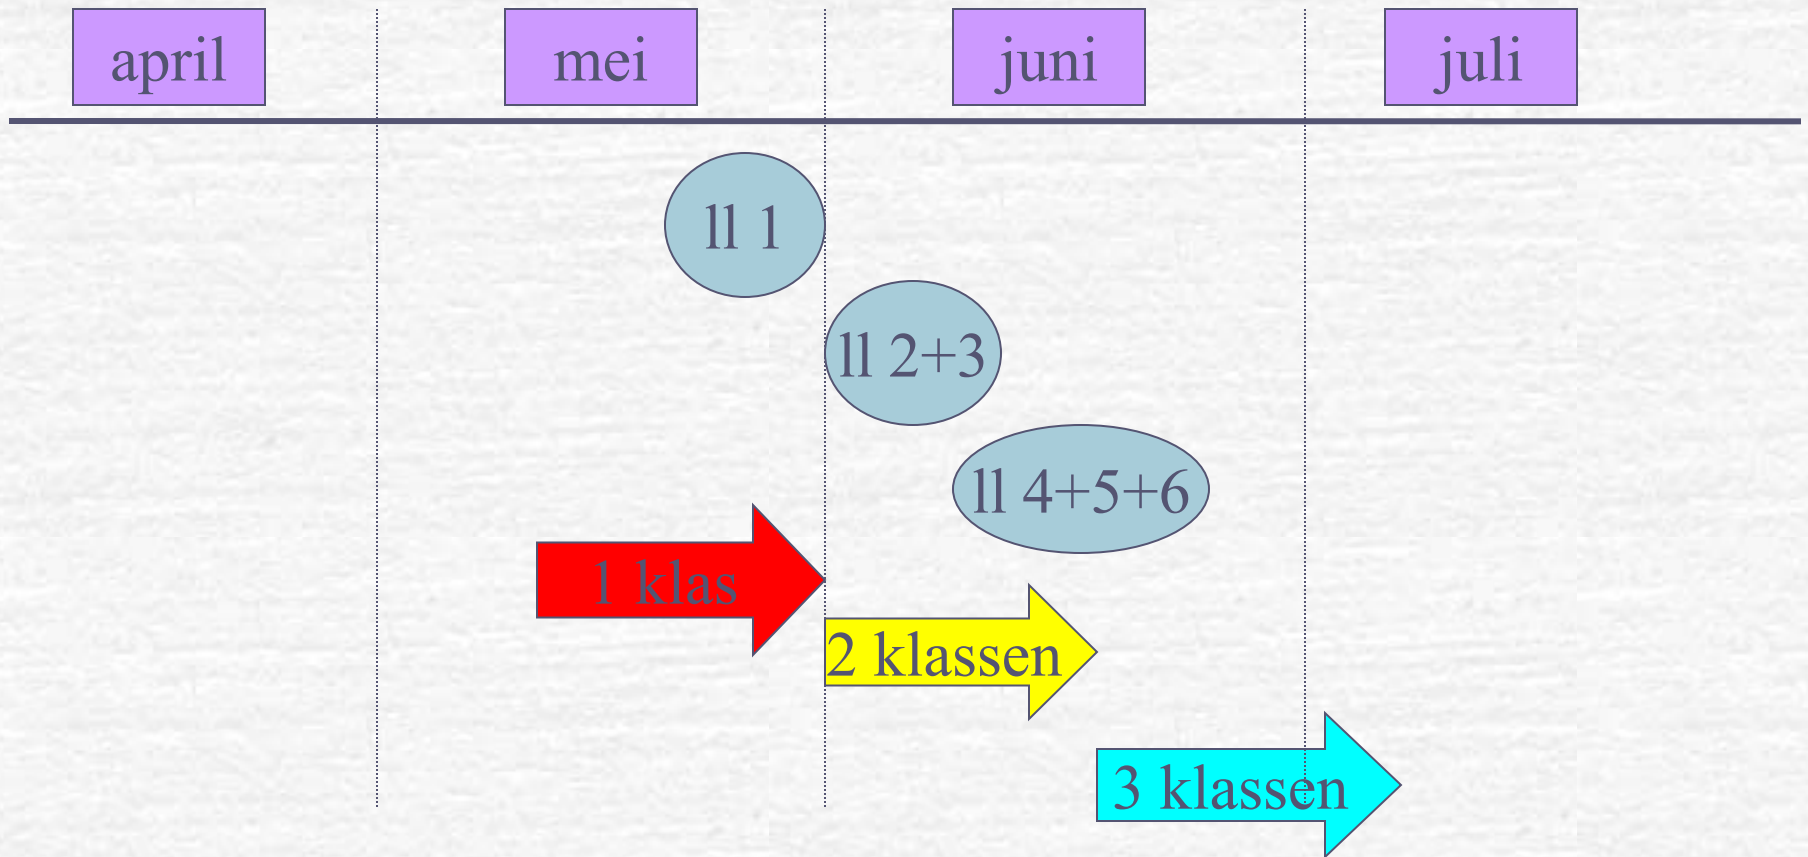 april
mei
juni
juli
ll 1
ll 2+3
ll 4+5+6
1 klas
2 klassen
3 klassen